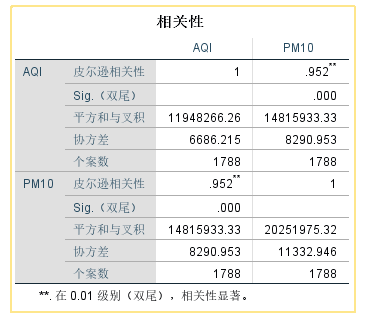 相关性
AQI PM10
AQI 皮尔逊相关性 1 .952**
Sig.（双尾） .000
平方和与叉积 11948266.26 14815933.33
协方差 6686.215 8290.953
个案数 1788 1788
PM10 皮尔逊相关性 .952** 1
Sig.（双尾） .000
平方和与叉积 14815933.33 20251975.32
协方差 8290.953 11332.946
个案数 1788 1788
**. 在 0.01 级别（双尾），相关性显著。